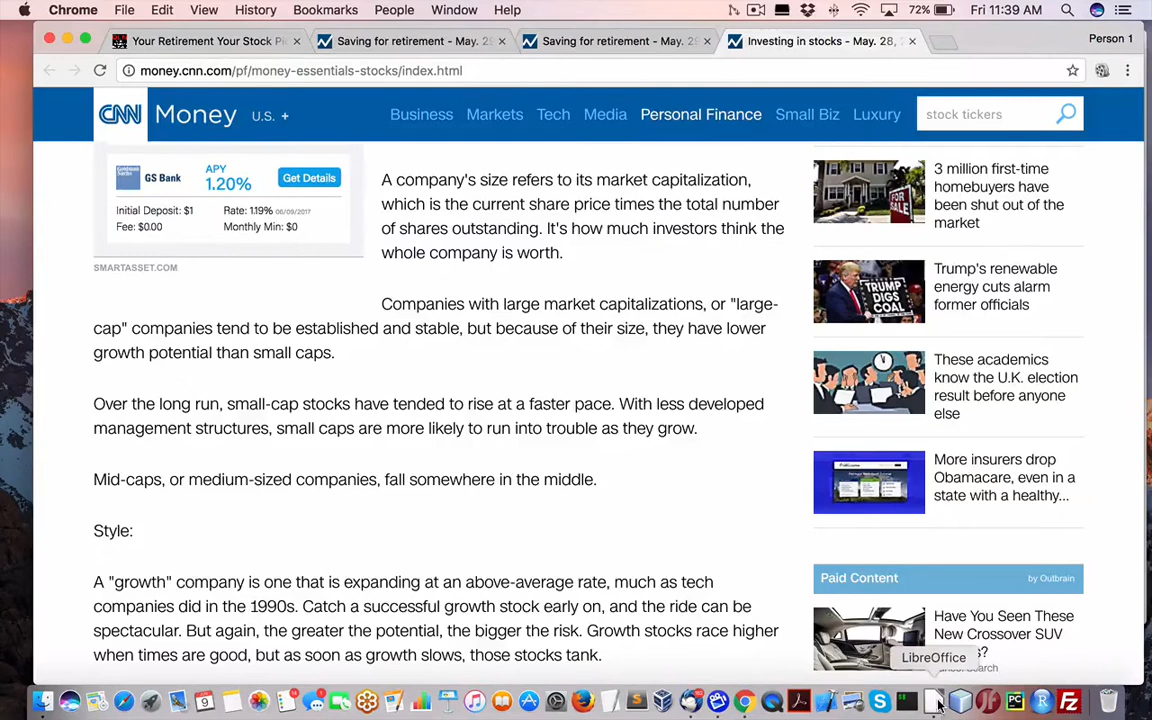 Chrome File Edit View History Bookmarks People Window Help 72% Fri 11:39 AM
Your Retirement Your Stock Pi × Saving for retirement - May. 2 × Saving for retirement - May. 2 × Investing in stocks - May. 28, × Person 1
money.cnn.com/pf/money-essentials-stocks/index.html
CNN Money U.S. + Business Markets Tech Media Personal Finance Small Biz Luxury stock tickers
GS Bank
APY
1.20%
Get Details
Initial Deposit: $1 Rate: 1.19% 06/09/2017
Fee: $0.00 Monthly Min: $0
SMARTASSET.COM
A company's size refers to its market capitalization,
which is the current share price times the total number
of shares outstanding. It's how much investors think the
whole company is worth.
Companies with large market capitalizations, or "large-
cap" companies tend to be established and stable, but because of their size, they have lower
growth potential than small caps.
Over the long run, small-cap stocks have tended to rise at a faster pace. With less developed
management structures, small caps are more likely to run into trouble as they grow.
Mid-caps, or medium-sized companies, fall somewhere in the middle.
Style:
A "growth" company is one that is expanding at an above-average rate, much as tech
companies did in the 1990s. Catch a successful growth stock early on, and the ride can be
spectacular. But again, the greater the potential, the bigger the risk. Growth stocks race higher
when times are good, but as soon as growth slows, those stocks tank.
FOR
SALE
3 million first-time
homebuyers have
been shut out of the
market
TRUMP
DIGS
COAL
Trump's renewable
energy cuts alarm
former officials
These academics
know the U.K. election
result before anyone
else
More insurers drop
Obamacare, even in a
state with a healthy...
Paid Content by Outbrain
Have You Seen These
New Crossover SUV
s?
Search
LibreOffice
9
PC
R
Fz